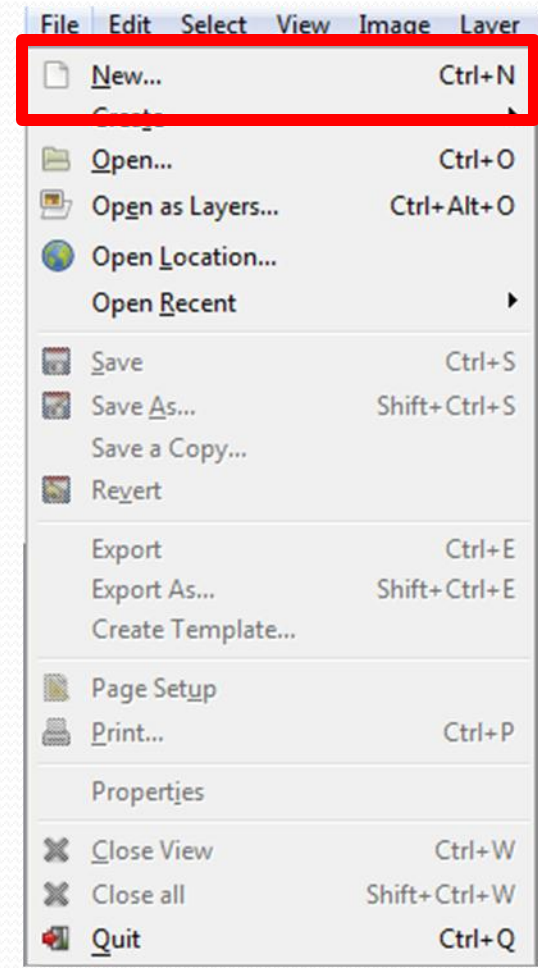 File Edit Select View Image Layer
New... Ctrl+N
Create
Open... Ctrl+O
Open as Layers... Ctrl+Alt+O
Open Location...
Open Recent
Save Ctrl+S
Save As... Shift+Ctrl+S
Save a Copy...
Revert
Export Ctrl+E
Export As... Shift+Ctrl+E
Create Template...
Page Setup
Print... Ctrl+P
Properties
Close View Ctrl+W
Close all Shift+Ctrl+W
Quit Ctrl+Q